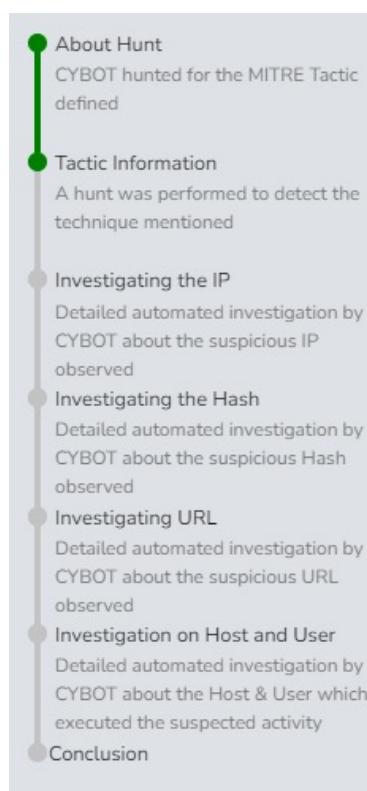 About Hunt
CYBOT hunted for the MITRE Tactic
defined
Tactic Information
A hunt was performed to detect the
technique mentioned
Investigating the IP
Detailed automated investigation by
CYBOT about the suspicious IP
observed
Investigating the Hash
Detailed automated investigation by
CYBOT about the suspicious Hash
observed
Investigating URL
Detailed automated investigation by
CYBOT about the suspicious URL
observed
Investigation on Host and User
Detailed automated investigation by
CYBOT about the Host & User which
executed the suspected activity
Conclusion